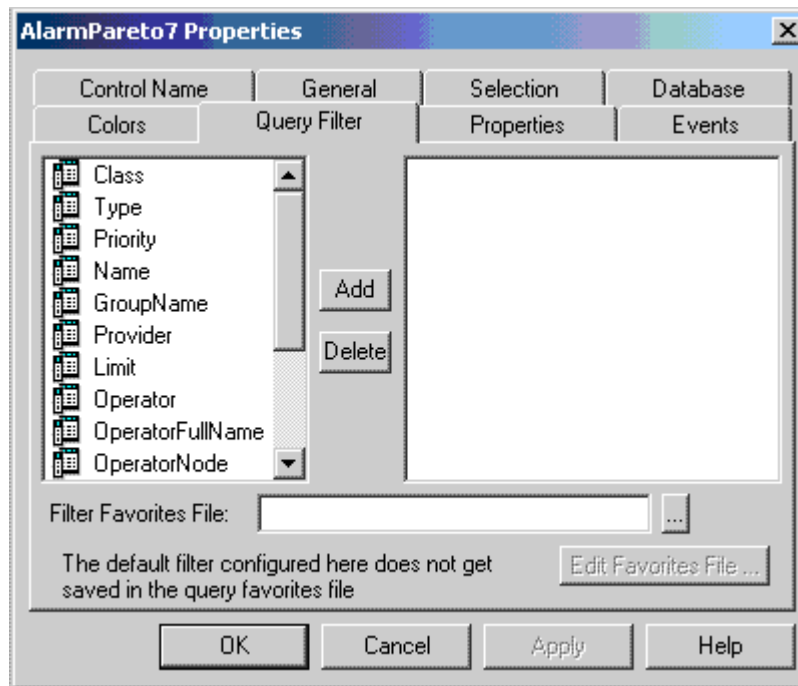 AlarmPareto7 Properties
Control Name General Selection Database
Colors Query Filter Properties Events
Class
Type
Priority
Name
GroupName
Provider
Limit
Operator
OperatorFullName
OperatorNode
Add
Delete
Filter Favorites File:
...
The default filter configured here does not get
saved in the query favorites file
Edit Favorites File ...
OK Cancel Apply Help